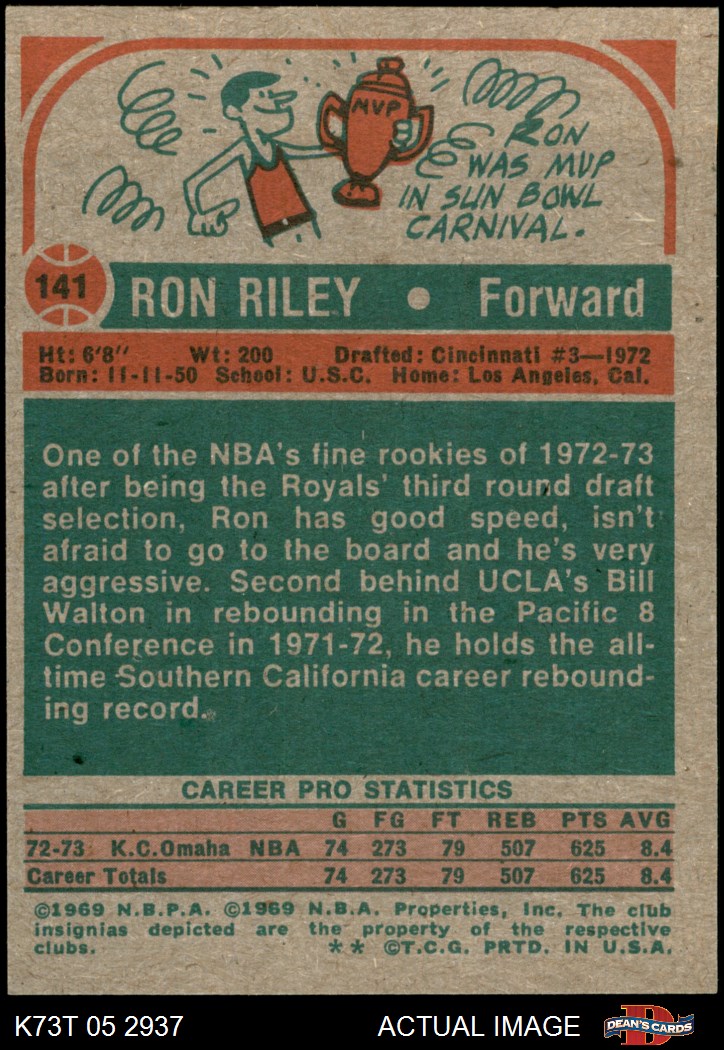 MVP
RON
WAS MVP
IN SUN BOWL
CARNIVAL.
141
RON RILEY • Forward
Ht: 6'8" Wt: 200 Drafted: Cincinnati #3—1972
Born: 11-11-50 School: U.S.C. Home: Los Angeles, Cal.
One of the NBA's fine rookies of 1972-73
after being the Royals' third round draft
selection, Ron has good speed, isn't
afraid to go to the board and he's very
aggressive. Second behind UCLA's Bill
Walton in rebounding in the Pacific 8
Conference in 1971-72, he holds the all-
time Southern California career rebound-
ing record.
CAREER PRO STATISTICS
G FG FT REB PTS AVG
72-73 K.C.Omaha NBA 74 273 79 507 625 8.4
Career Totals 74 273 79 507 625 8.4
©1969 N.B.P.A. ©1969 N.B.A. Properties, Inc. The club
insignias depicted are the property of the respective
clubs. ** ©T.C.G. PRTD. IN U.S.A.
K73T 05 2937 ACTUAL IMAGE D DEAN'S CARDS